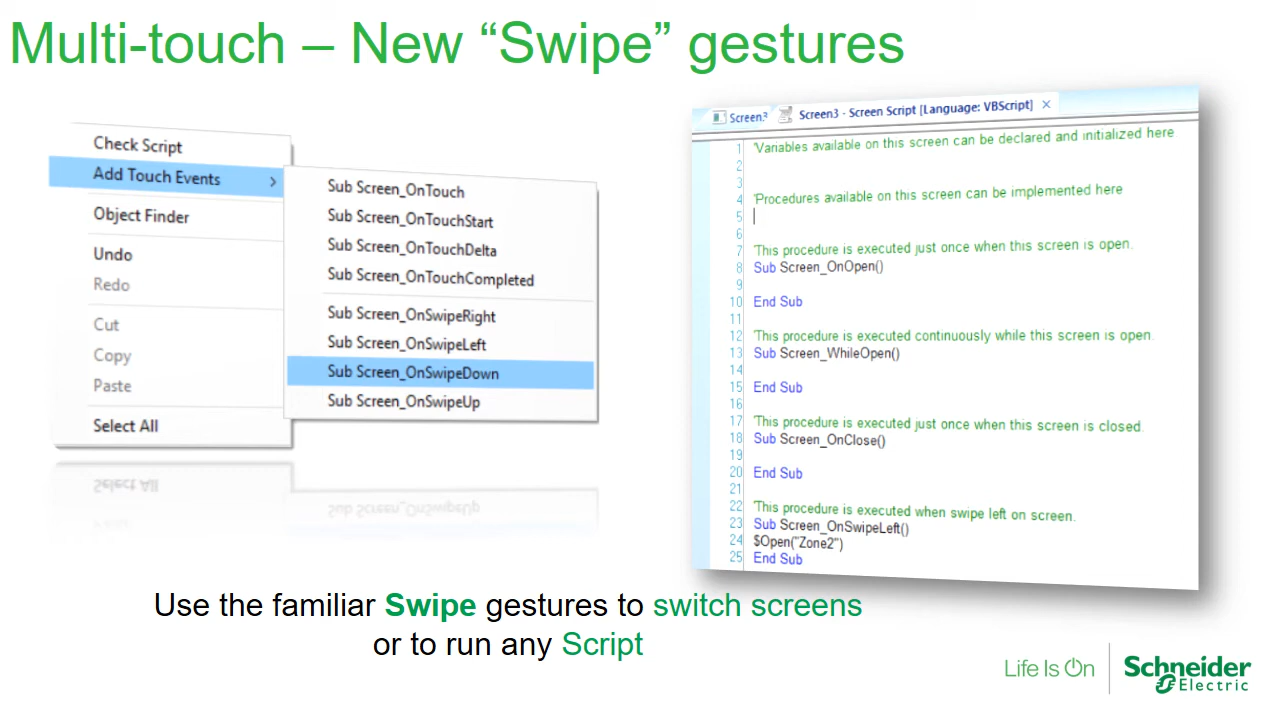 Multi-touch – New “Swipe” gestures
Check Script
Add Touch Events >
Object Finder
Undo
Redo
Cut
Copy
Paste
Select All
Sub Screen_OnTouch
Sub Screen_OnTouchStart
Sub Screen_OnTouchDelta
Sub Screen_OnTouchCompleted
Sub Screen_OnSwipeRight
Sub Screen_OnSwipeLeft
Sub Screen_OnSwipeDown
Sub Screen_OnSwipeUp
Screen3 - Screen Script [Language: VBScript] ×
1 'Variables available on this screen can be declared and initialized here.
2
3
4 'Procedures available on this screen can be implemented here
5
6
7 'This procedure is executed just once when this screen is open.
8 Sub Screen_OnOpen()
9
10 End Sub
11
12 'This procedure is executed continuously while this screen is open.
13 Sub Screen_WhileOpen()
14
15 End Sub
16
17 'This procedure is executed just once when this screen is closed.
18 Sub Screen_OnClose()
19
20 End Sub
21
22 'This procedure is executed when swipe left on screen.
23 Sub Screen_OnSwipeLeft()
24 $Open("Zone2")
25 End Sub
Use the familiar Swipe gestures to switch screens
or to run any Script
Life Is On
Schneider
Electric